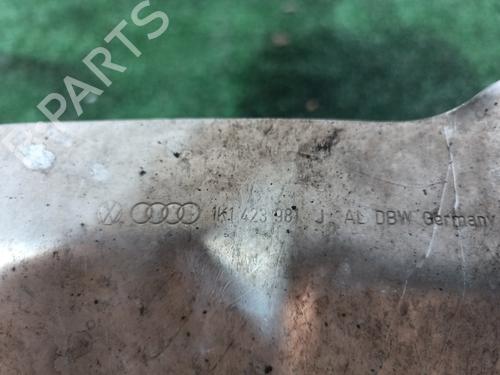 B-PARTS
1K1 423 981 J AL DBW Germany